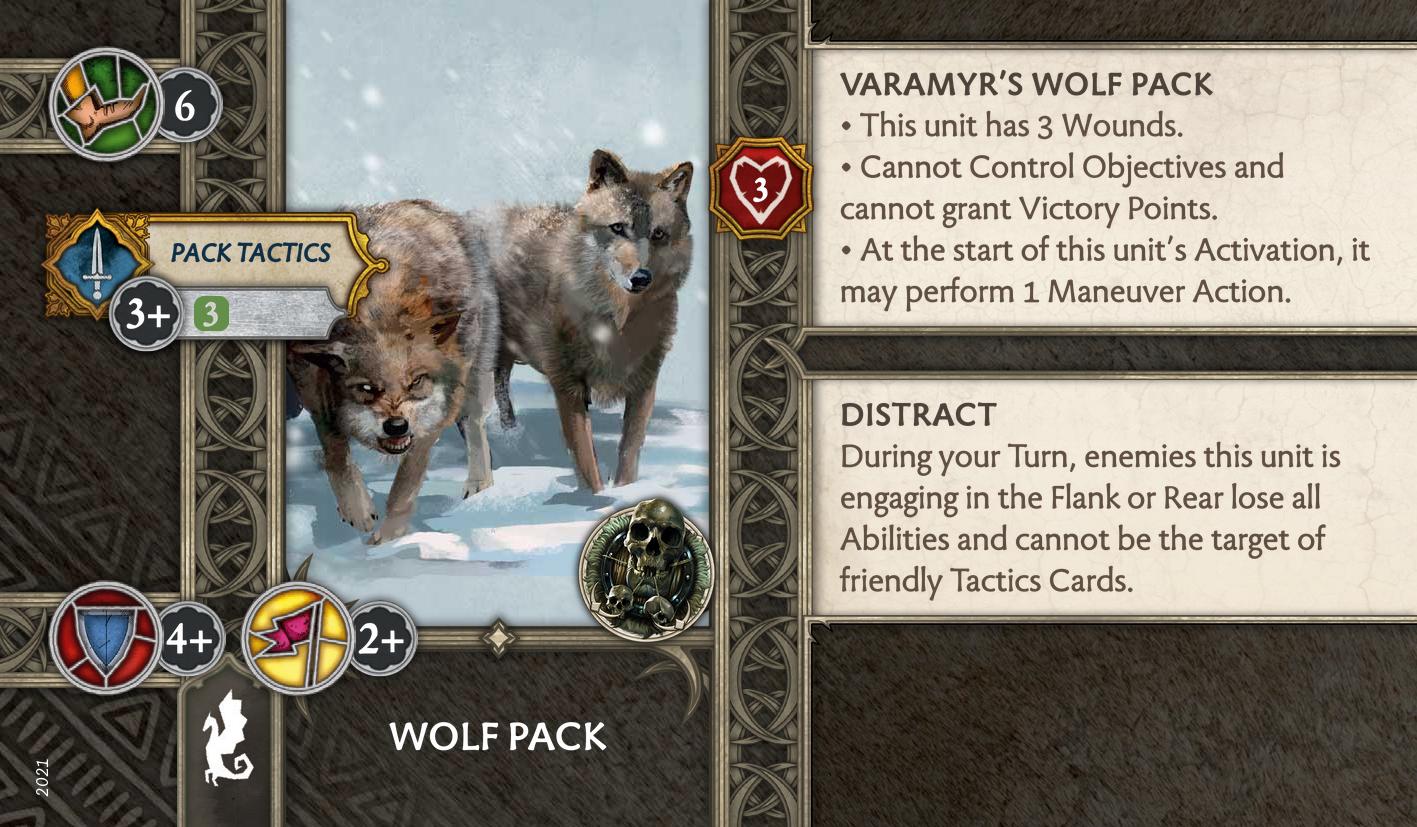 6
PACK TACTICS
3+ 3
4+ 2+
WOLF PACK
2021
3
VARAMYR’S WOLF PACK
• This unit has 3 Wounds.
• Cannot Control Objectives and
cannot grant Victory Points.
• At the start of this unit’s Activation, it
may perform 1 Maneuver Action.
DISTRACT
During your Turn, enemies this unit is
engaging in the Flank or Rear lose all
Abilities and cannot be the target of
friendly Tactics Cards.